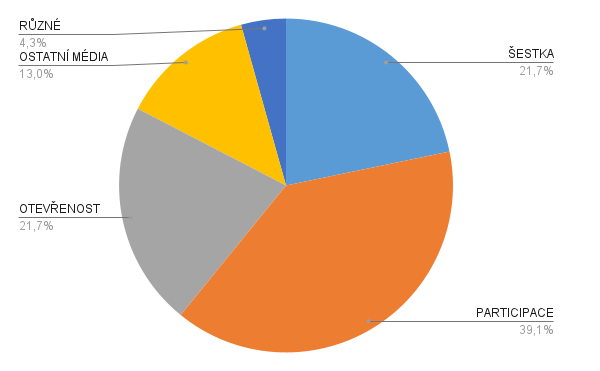 RŮZNÉ
4,3%
OSTATNÍ MÉDIA
13,0%
ŠESTKA
21,7%
OTEVŘENOST
21,7%
PARTICIPACE
39,1%